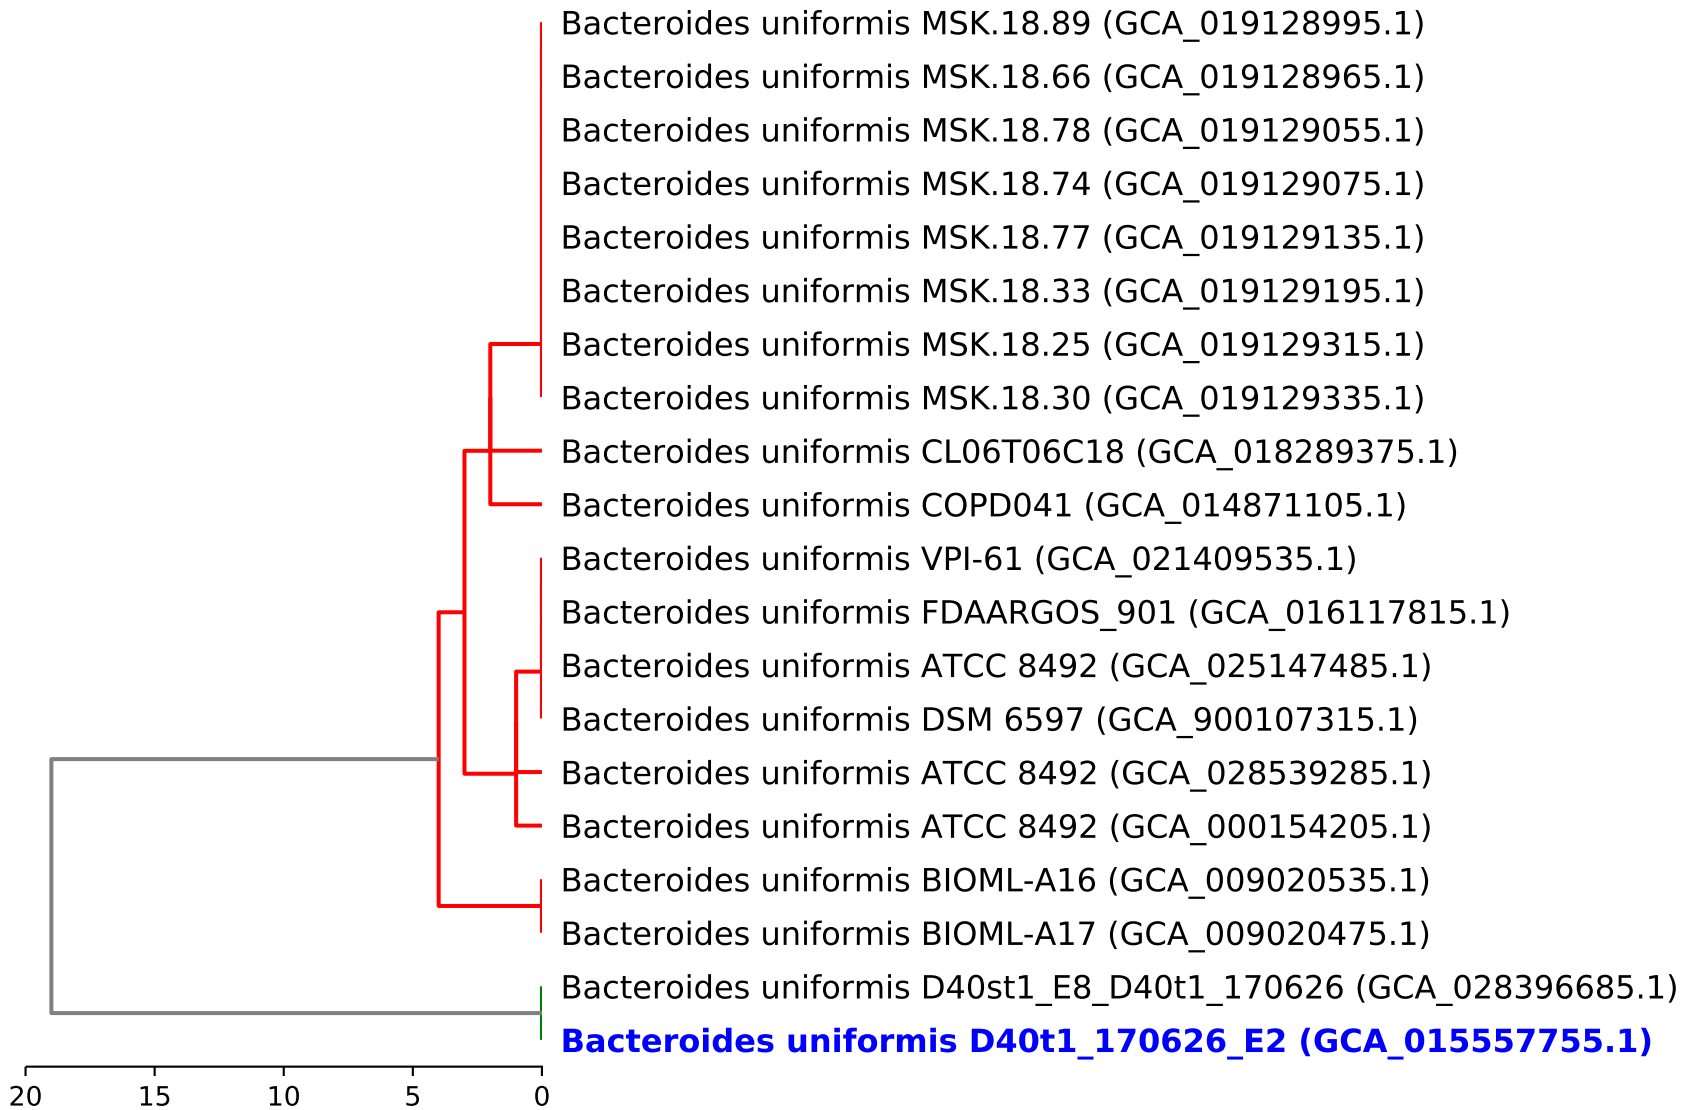 Bacteroides uniformis MSK.18.89 (GCA_019128995.1)
Bacteroides uniformis MSK.18.66 (GCA_019128965.1)
Bacteroides uniformis MSK.18.78 (GCA_019129055.1)
Bacteroides uniformis MSK.18.74 (GCA_019129075.1)
Bacteroides uniformis MSK.18.77 (GCA_019129135.1)
Bacteroides uniformis MSK.18.33 (GCA_019129195.1)
Bacteroides uniformis MSK.18.25 (GCA_019129315.1)
Bacteroides uniformis MSK.18.30 (GCA_019129335.1)
Bacteroides uniformis CL06T06C18 (GCA_018289375.1)
Bacteroides uniformis COPD041 (GCA_014871105.1)
Bacteroides uniformis VPI-61 (GCA_021409535.1)
Bacteroides uniformis FDAARGOS_901 (GCA_016117815.1)
Bacteroides uniformis ATCC 8492 (GCA_025147485.1)
Bacteroides uniformis DSM 6597 (GCA_900107315.1)
Bacteroides uniformis ATCC 8492 (GCA_028539285.1)
Bacteroides uniformis ATCC 8492 (GCA_000154205.1)
Bacteroides uniformis BIOML-A16 (GCA_009020535.1)
Bacteroides uniformis BIOML-A17 (GCA_009020475.1)
Bacteroides uniformis D40st1_E8_D40t1_170626 (GCA_028396685.1)
Bacteroides uniformis D40t1_170626_E2 (GCA_015557755.1)
20 15 10 5 0